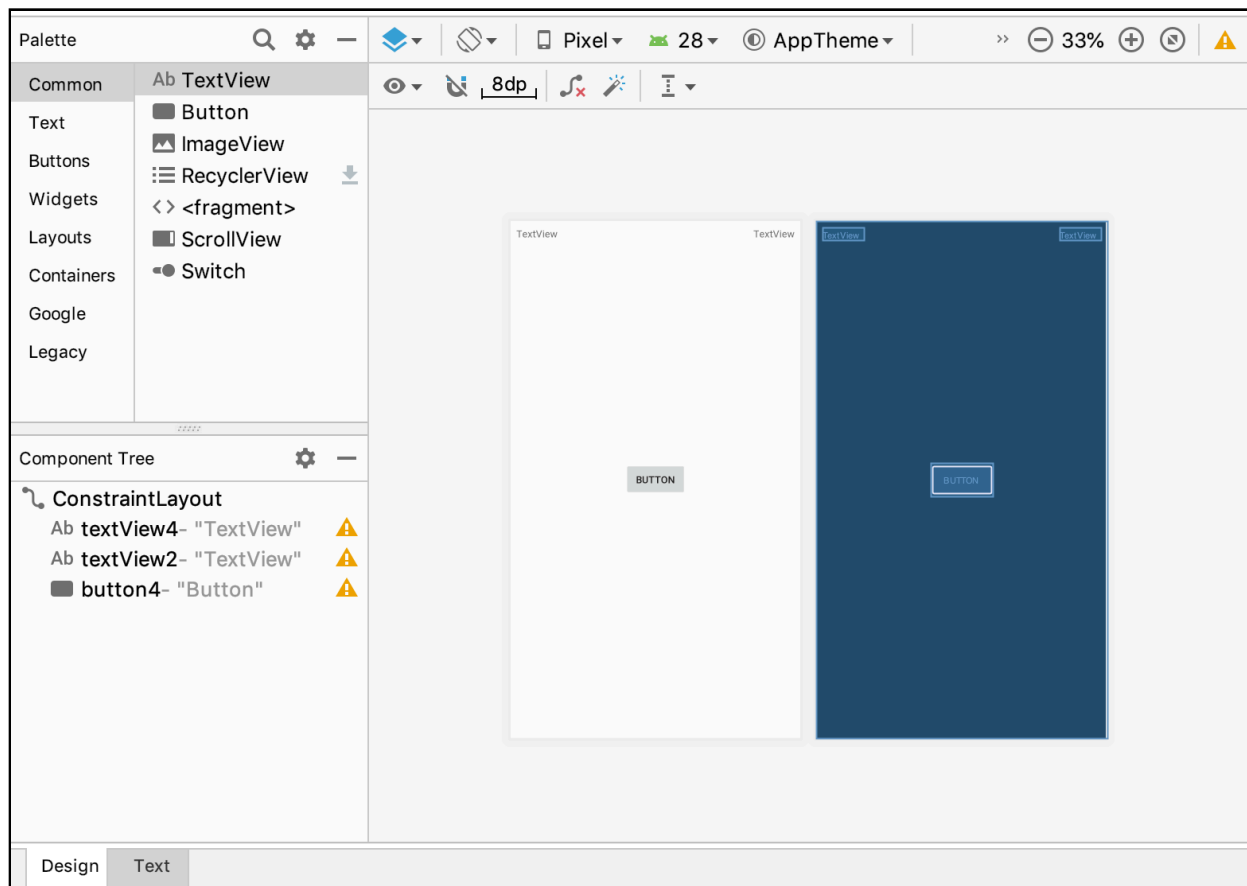 Palette
Pixel 28 AppTheme 33%
8dp
Common
Text
Buttons
Widgets
Layouts
Containers
Google
Legacy
Ab TextView
Button
ImageView
RecyclerView
<fragment>
ScrollView
Switch
TextView TextView
BUTTON
TextView TextView
BUTTON
Component Tree
ConstraintLayout
Ab textView4- "TextView"
Ab textView2- "TextView"
button4- "Button"
Design Text